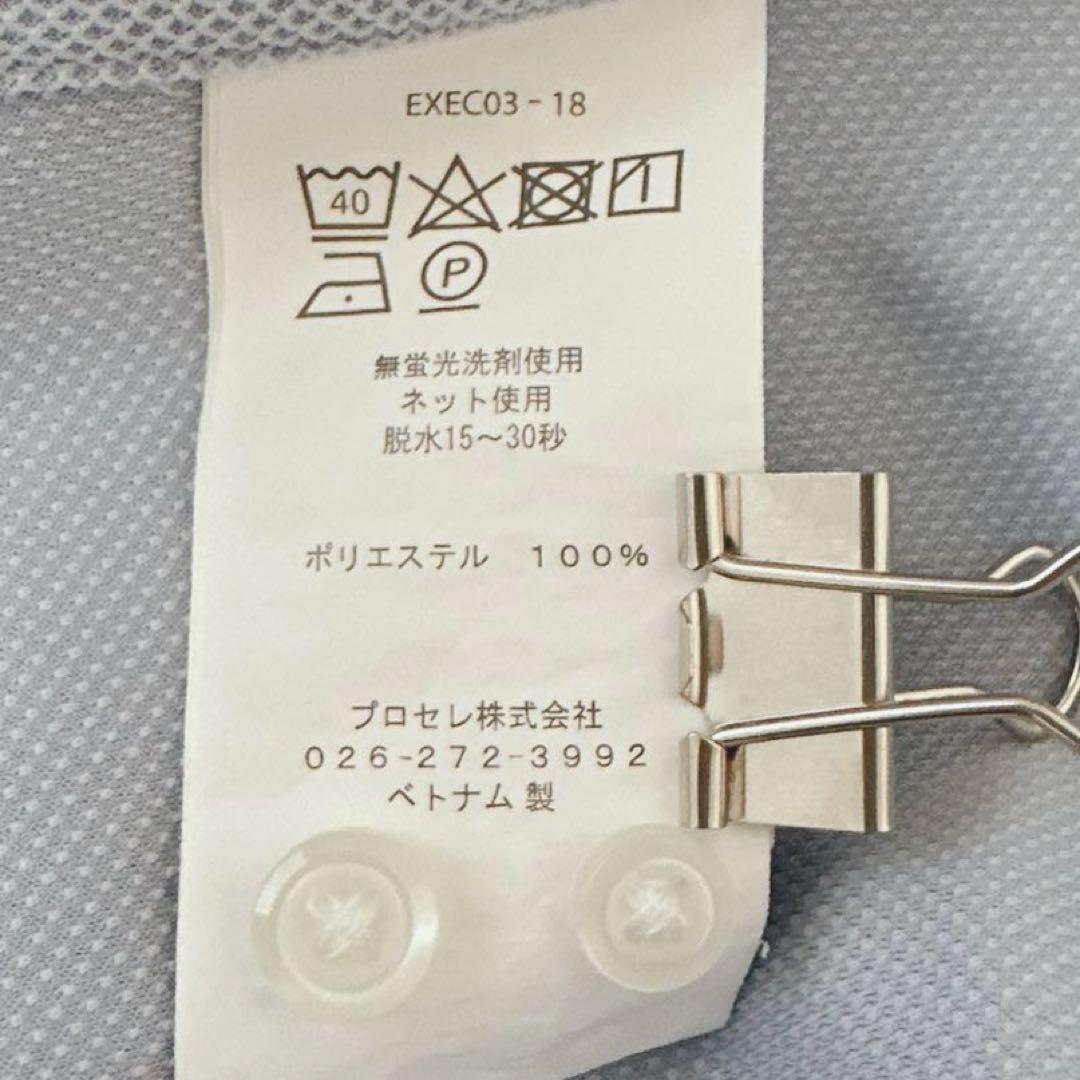 EXEC03-18
40
P
無蛍光洗剤使用
ネット使用
脱水15～30秒
ポリエステル　１００％
プロセレ株式会社
０２６-２７２-３９９２
ベトナム製